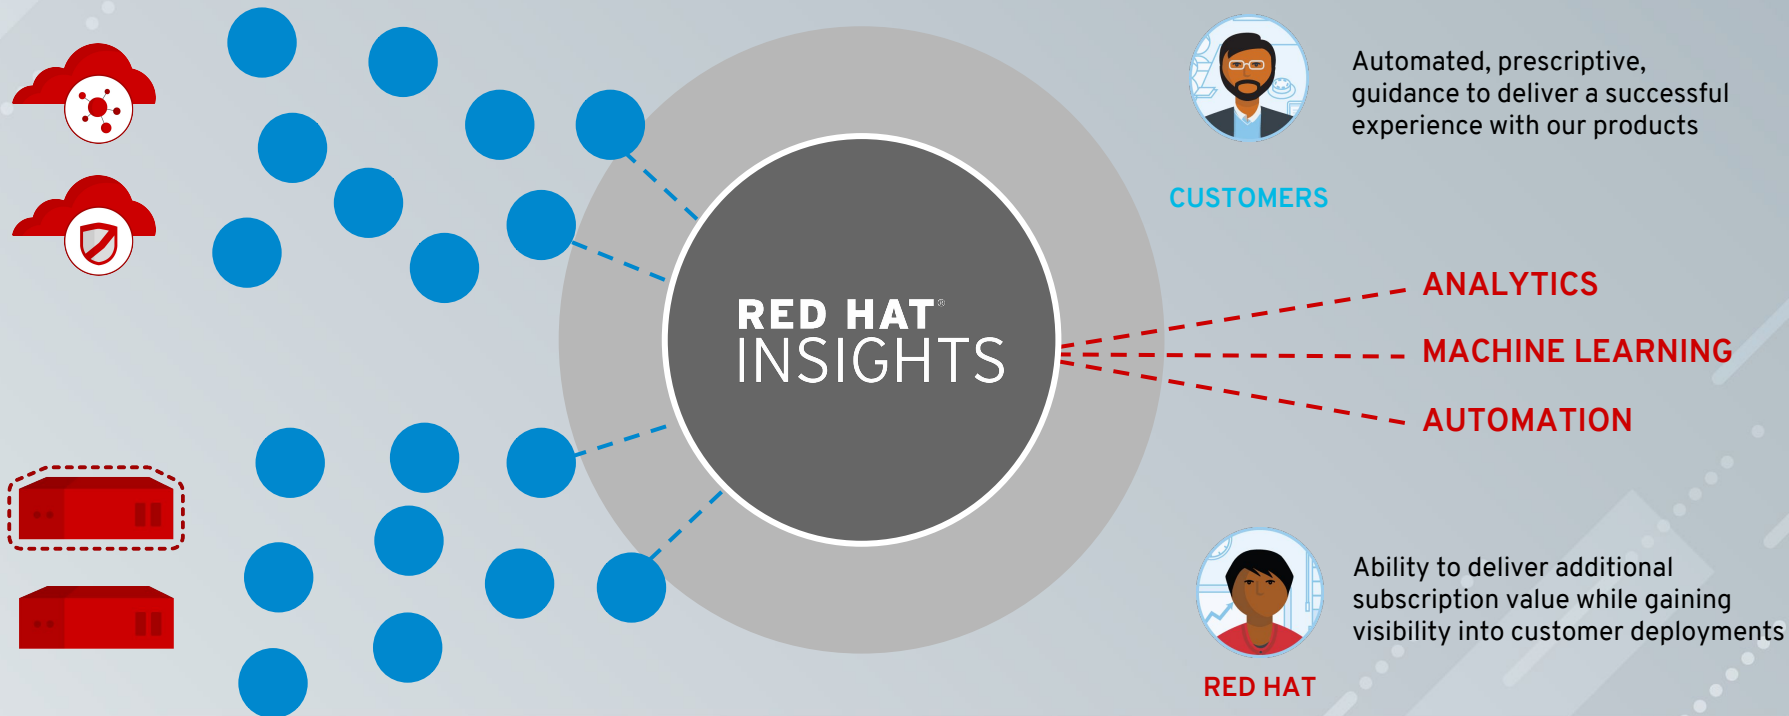 Automated, prescriptive,
guidance to deliver a successful
experience with our products
CUSTOMERS
RED HAT®
INSIGHTS
ANALYTICS
MACHINE LEARNING
AUTOMATION
Ability to deliver additional
subscription value while gaining
visibility into customer deployments
RED HAT